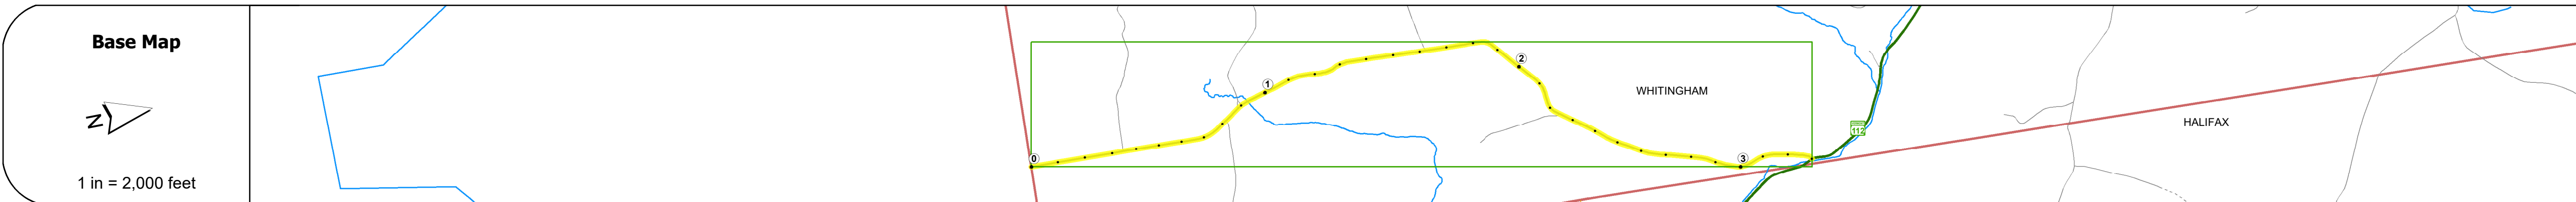 Base Map
N
1 in = 2,000 feet
0
1
2
3
WHITINGHAM
112
HALIFAX